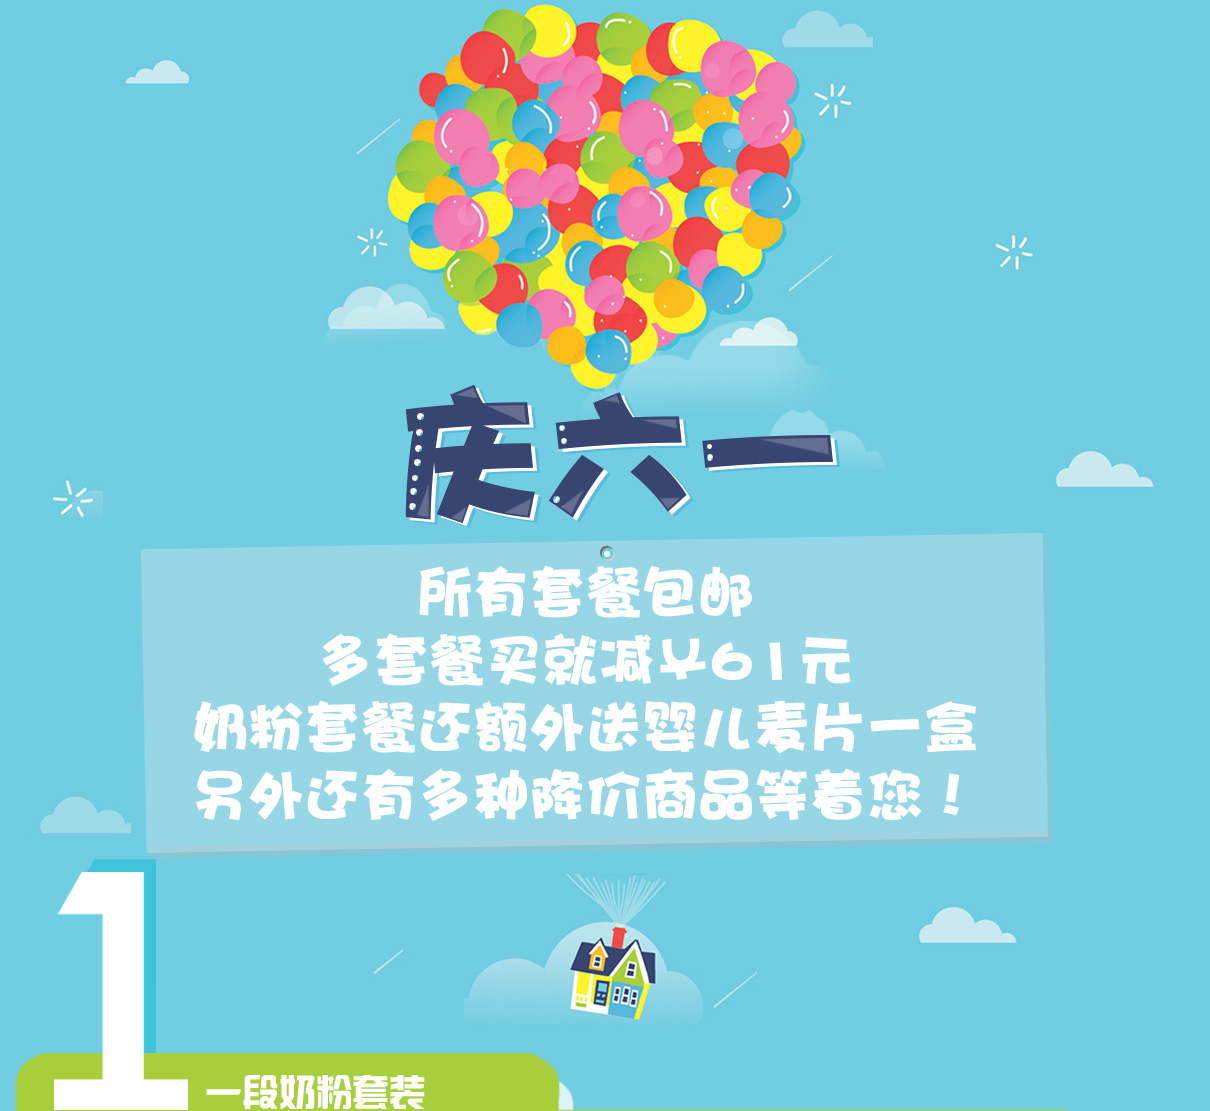 庆六一
所有套餐包邮
多套餐买就减¥61元
奶粉套餐还额外送婴儿麦片一盒
另外还有多种降价商品等着您！
1
一段奶粉套装